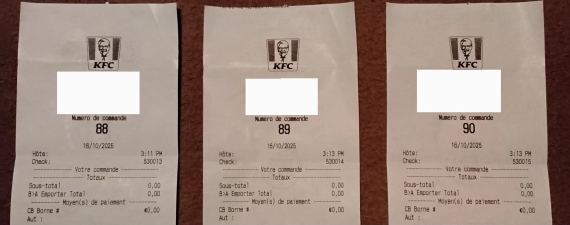 KFC
Numero de commande
88
16/10/2025
Hôte: 3:11 PM
Check: 530013
Votre commande
Totaux
Sous-total 0,00
B>A Emporter Total 0,00
Moyen(s) de paiement
CB Borne # €0,00
Aut :
KFC
Numero de commande
89
16/10/2025
Hôte: 3:13 PM
Check: 530014
Votre commande
Totaux
Sous-total 0,00
B>A Emporter Total 0,00
Moyen(s) de paiement
CB Borne # €0,00
Aut :
KFC
Numero de commande
90
16/10/2025
Hôte: 3:13 PM
Check: 530015
Votre commande
Totaux
Sous-total 0,00
B>A Emporter Total 0,00
Moyen(s) de paiement
CB Borne # €0,00
Aut :